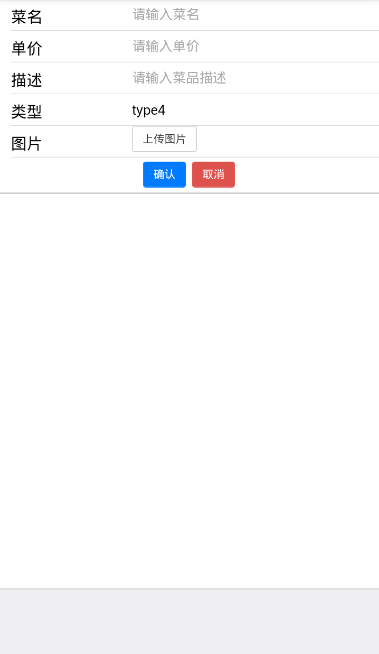 菜名 请输入菜名
单价 请输入单价
描述 请输入菜品描述
类型 type4
图片 上传图片
确认 取消